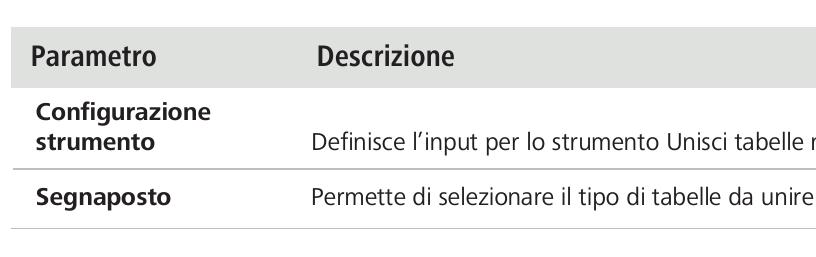 Parametro Descrizione
Configurazione
strumento Definisce l'input per lo strumento Unisci tabelle
Segnaposto Permette di selezionare il tipo di tabelle da unire